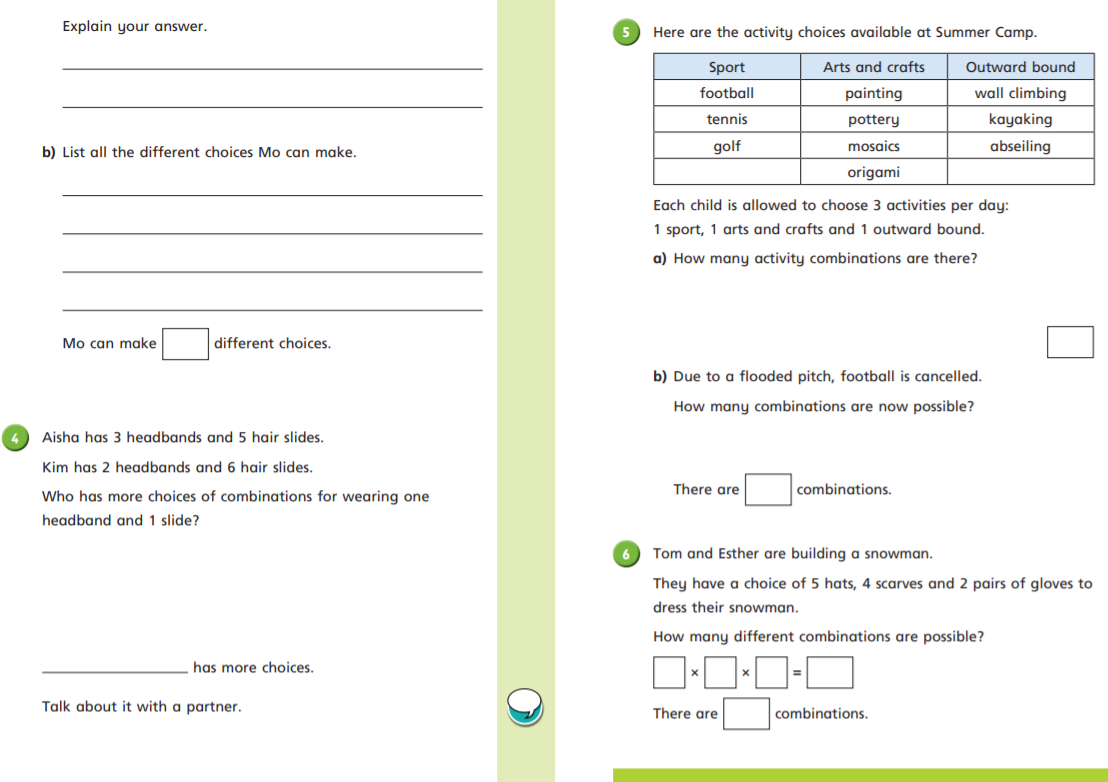 Explain your answer.
b) List all the different choices Mo can make.
Mo can make
different choices.
4
Aisha has 3 headbands and 5 hair slides.
Kim has 2 headbands and 6 hair slides.
Who has more choices of combinations for wearing one
headband and 1 slide?
has more choices.
Talk about it with a partner.
5
Here are the activity choices available at Summer Camp.
Sport Arts and crafts Outward bound
football painting wall climbing
tennis pottery kayaking
golf mosaics abseiling
origami
Each child is allowed to choose 3 activities per day:
1 sport, 1 arts and crafts and 1 outward bound.
a) How many activity combinations are there?
b) Due to a flooded pitch, football is cancelled.
How many combinations are now possible?
There are
combinations.
6
Tom and Esther are building a snowman.
They have a choice of 5 hats, 4 scarves and 2 pairs of gloves to
dress their snowman.
How many different combinations are possible?
× × =
There are
combinations.